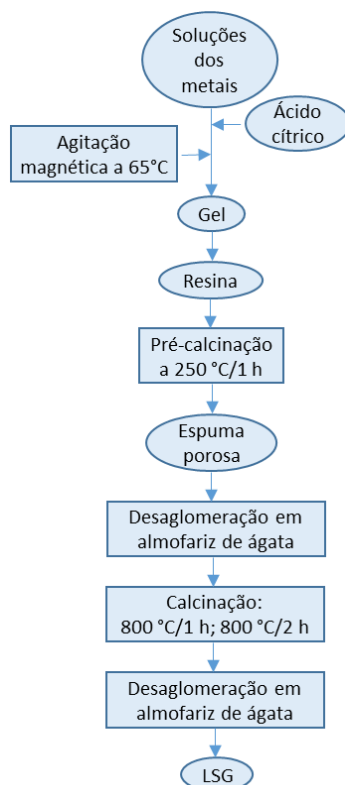 Soluções
dos
metais
Ácido
cítrico
Agitação
magnética a 65°C
Gel
Resina
Pré-calcinação
a 250 °C/1 h
Espuma
porosa
Desaglomeração em
almofariz de ágata
Calcinação:
800 °C/1 h; 800 °C/2 h
Desaglomeração em
almofariz de ágata
LSG